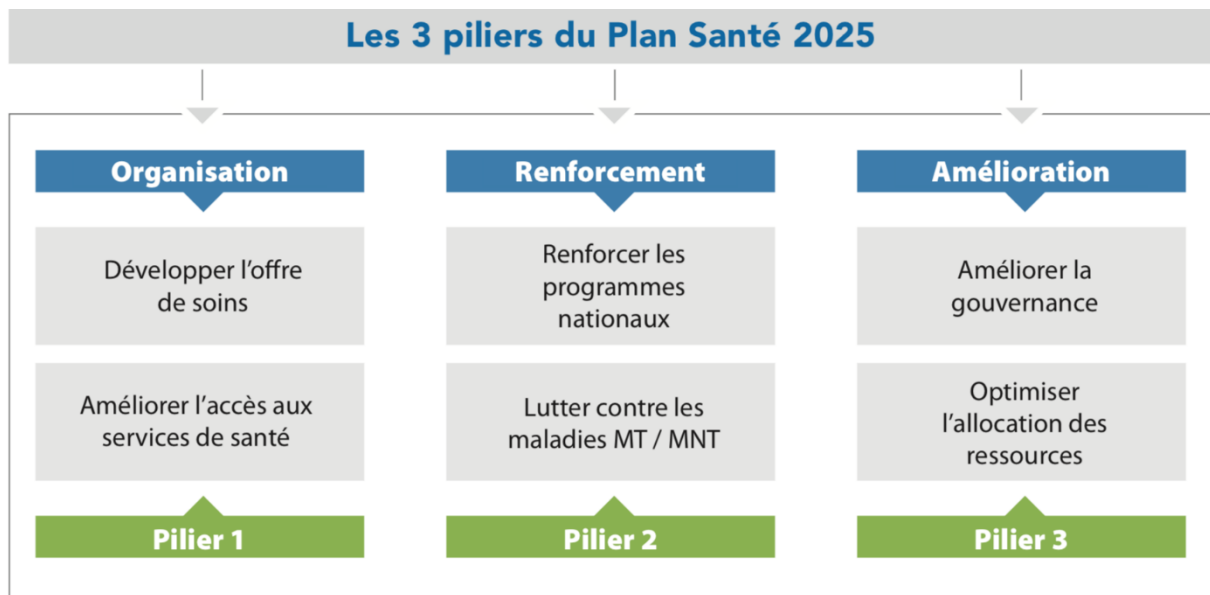 Les 3 piliers du Plan Santé 2025
Organisation
Développer l’offre
de soins
Améliorer l’accès aux
services de santé
Pilier 1
Renforcement
Renforcer les
programmes
nationaux
Lutter contre les
maladies MT / MNT
Pilier 2
Amélioration
Améliorer la
gouvernance
Optimiser
l’allocation des
ressources
Pilier 3